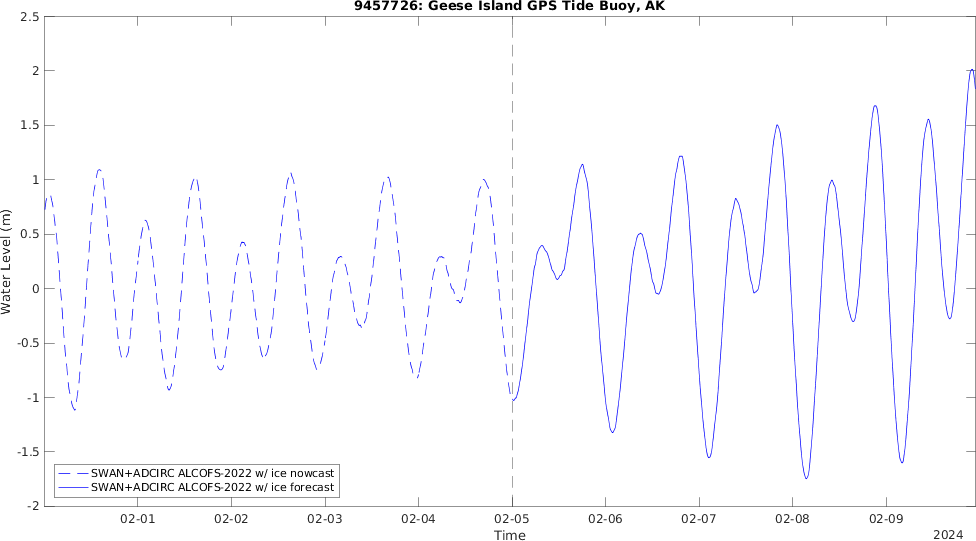 9457726: Geese Island GPS Tide Buoy, AK
2.5
2
1.5
1
0.5
0
-0.5
-1
-1.5
-2
Water Level (m)
SWAN+ADCIRC ALCOFS-2022 w/ ice nowcast
SWAN+ADCIRC ALCOFS-2022 w/ ice forecast
02-01 02-02 02-03 02-04 02-05 02-06 02-07 02-08 02-09
Time
2024